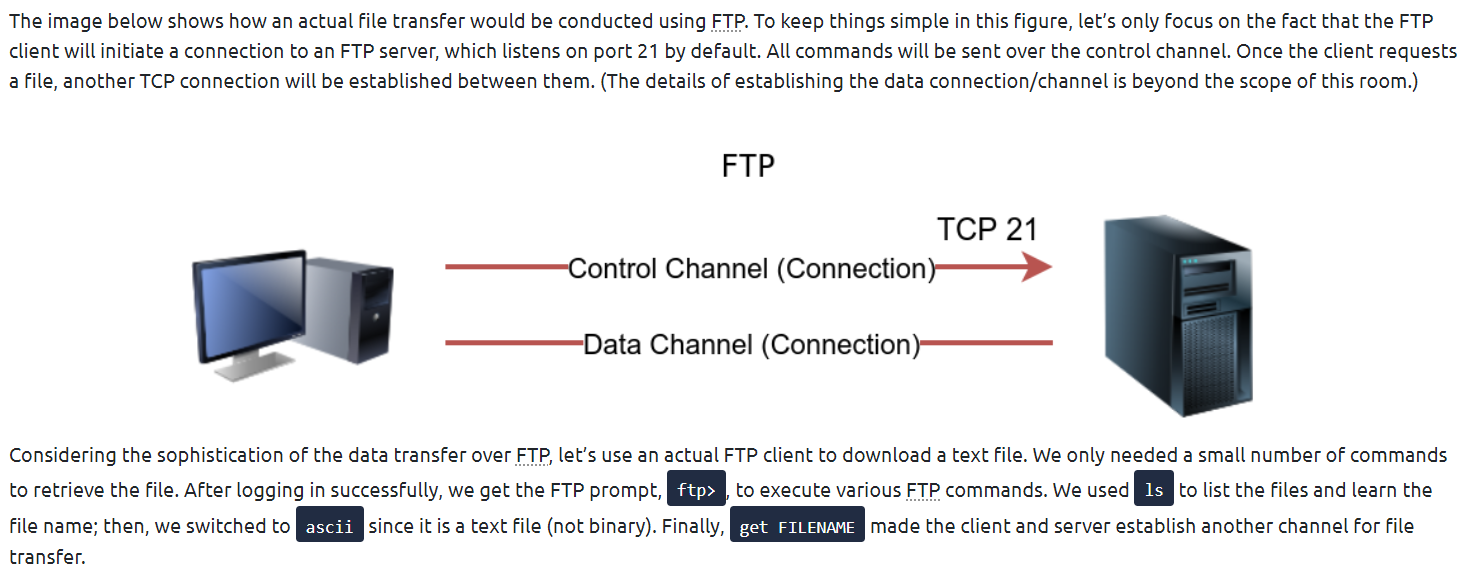 The image below shows how an actual file transfer would be conducted using FTP. To keep things simple in this figure, let’s only focus on the fact that the FTP
client will initiate a connection to an FTP server, which listens on port 21 by default. All commands will be sent over the control channel. Once the client requests
a file, another TCP connection will be established between them. (The details of establishing the data connection/channel is beyond the scope of this room.)
FTP
TCP 21
Control Channel (Connection)
Data Channel (Connection)
Considering the sophistication of the data transfer over FTP, let’s use an actual FTP client to download a text file. We only needed a small number of commands
to retrieve the file. After logging in successfully, we get the FTP prompt, ftp> , to execute various FTP commands. We used ls to list the files and learn the
file name; then, we switched to ascii since it is a text file (not binary). Finally, get FILENAME made the client and server establish another channel for file
transfer.